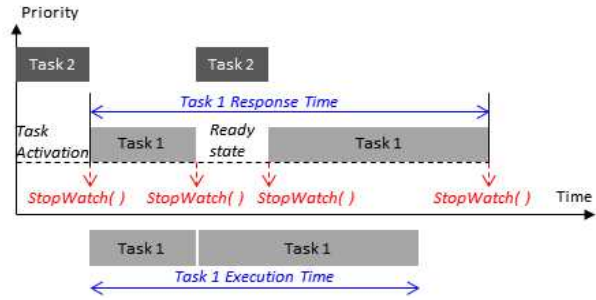 Priority
Task 2
Task 2
Task 1 Response Time
Task
Activation
Task 1
Ready
state
Task 1
StopWatch( )
StopWatch( )
StopWatch( )
StopWatch( )
Time
Task 1
Task 1
Task 1 Execution Time